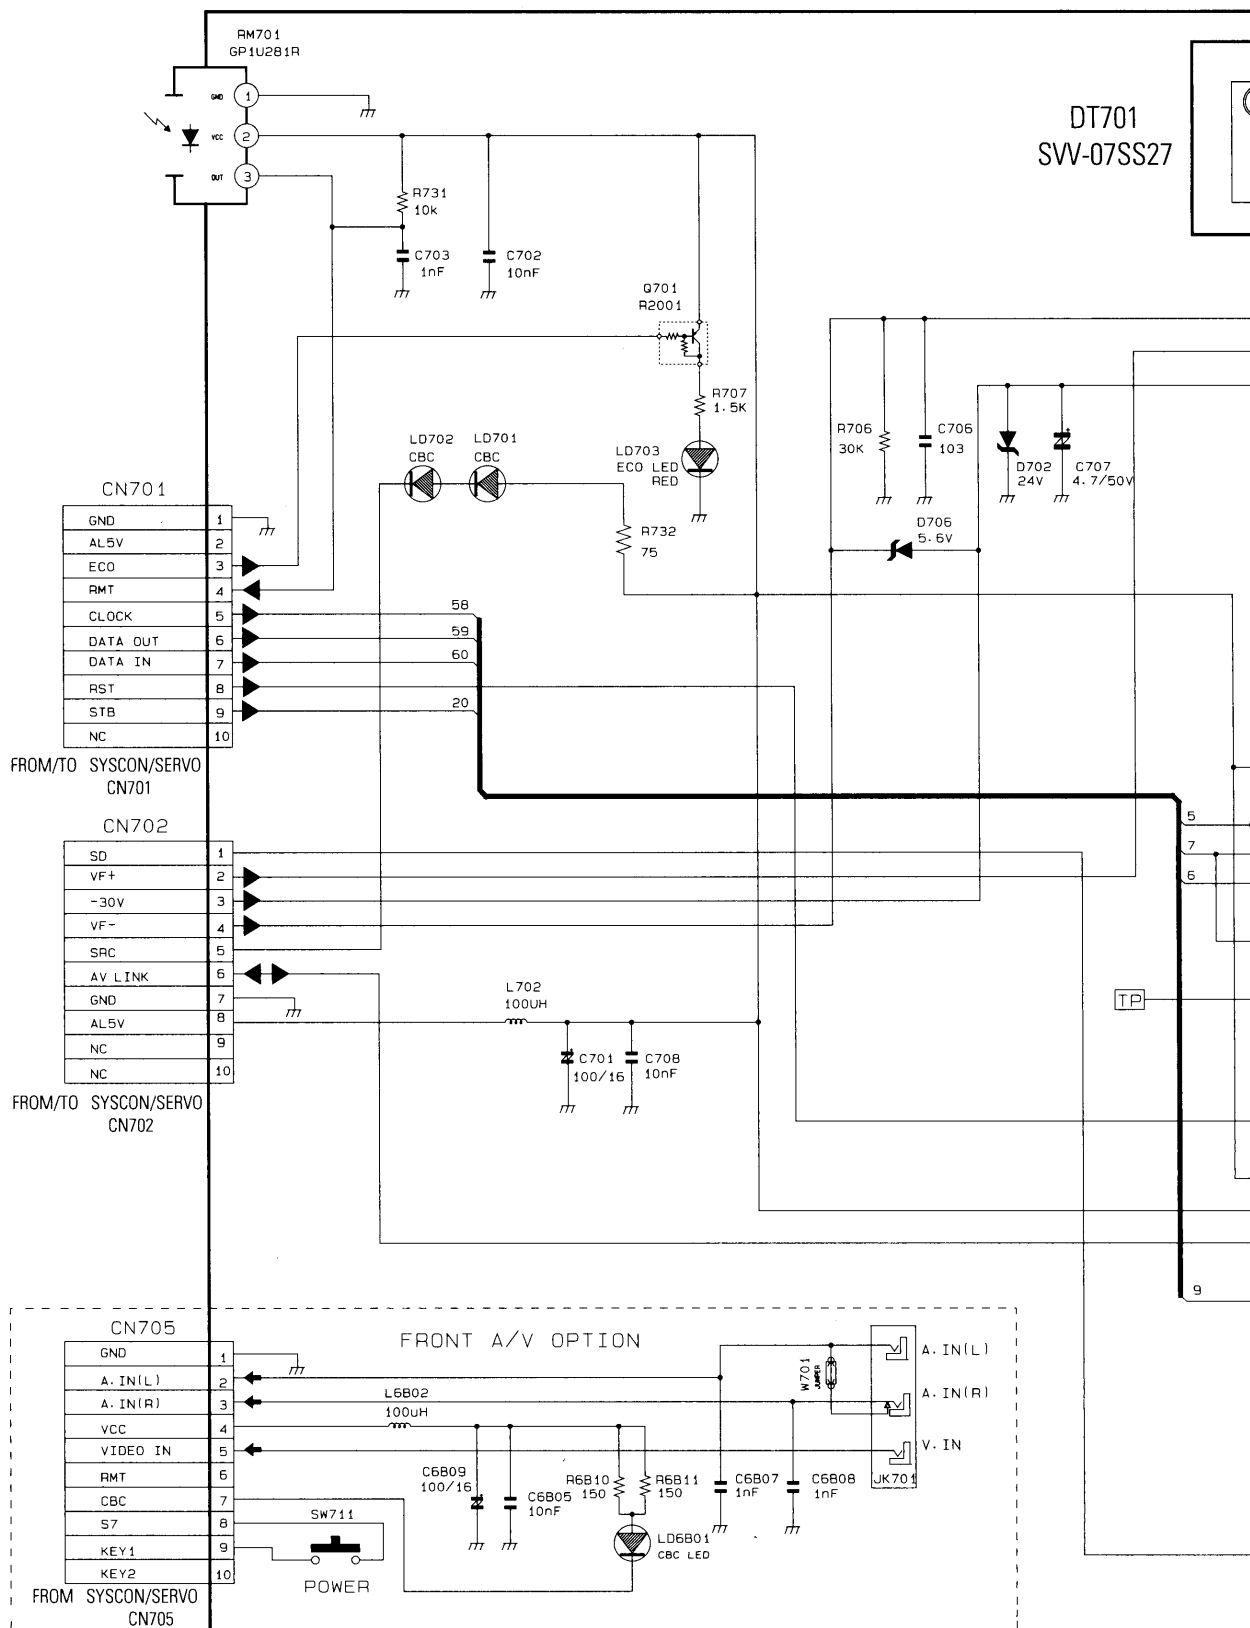 RM701
GP1U281R
GND 1
VCC 2
OUT 3
DT701
SVV-07SS27
R731
10k
C703
1nF
C702
10nF
Q701
R2001
R707
1.5K
LD703
ECO LED
RED
LD702
CBC
LD701
CBC
R732
75
R706
30K
C706
103
D702
24V
C707
4.7/50V
D706
5.6V
CN701
GND 1
AL5V 2
ECO 3
RMT 4
CLOCK 5
DATA OUT 6
DATA IN 7
RST 8
STB 9
NC 10
58
59
60
20
FROM/TO SYSCON/SERVO
CN701
CN702
SD 1
VF+ 2
-30V 3
VF- 4
SRC 5
AV LINK 6
GND 7
AL5V 8
NC 9
NC 10
FROM/TO SYSCON/SERVO
CN702
5
7
6
TP
L702
100UH
C701
100/16
C708
10nF
9
CN705
FRONT A/V OPTION
GND 1
A.IN(L) 2
A.IN(R) 3
VCC 4
VIDEO IN 5
RMT 6
CBC 7
S7 8
KEY1 9
KEY2 10
FROM SYSCON/SERVO
CN705
L6B02
100uH
C6B09
100/16
C6B05
10nF
R6B10
150
R6B11
150
C6B07
1nF
C6B08
1nF
W701
JUMPER
A.IN(L)
A.IN(R)
V.IN
JK701
SW711
POWER
LD6B01
CBC LED